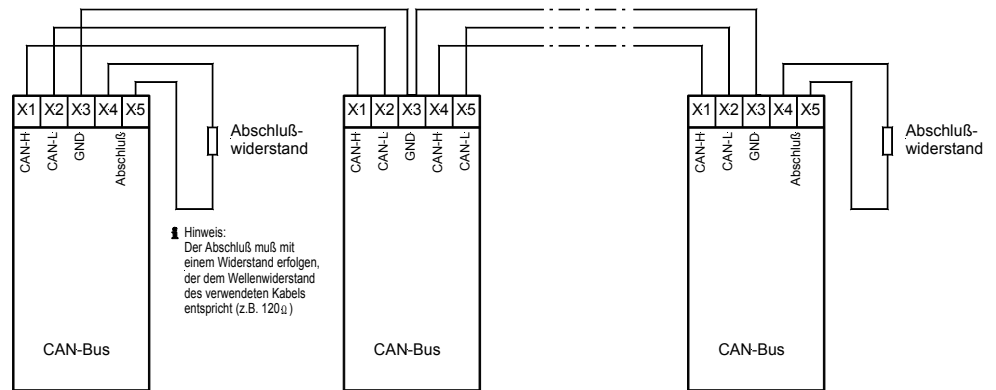 X1 X2 X3 X4 X5
CAN-H
CAN-L
GND
Abschluß
Abschluß-
widerstand
Hinweis:
Der Abschluß muß mit
einem Widerstand erfolgen,
der dem Wellenwiderstand
des verwendeten Kabels
entspricht (z.B. 120Ω)
CAN-Bus
X1 X2 X3 X4 X5
CAN-H
CAN-L
GND
CAN-H
CAN-L
CAN-Bus
X1 X2 X3 X4 X5
CAN-H
CAN-L
GND
Abschluß
Abschluß-
widerstand
CAN-Bus